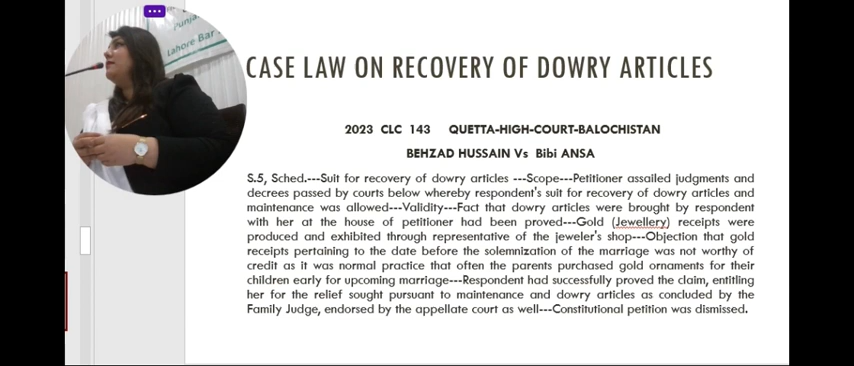 Punja
Lahore Bar
CASE LAW ON RECOVERY OF DOWRY ARTICLES
2023 CLC 143 QUETTA-HIGH-COURT-BALOCHISTAN
BEHZAD HUSSAIN Vs Bibi ANSA
S.5, Sched.---Suit for recovery of dowry articles ---Scope---Petitioner assailed judgments and
decrees passed by courts below whereby respondent's suit for recovery of dowry articles and
maintenance was allowed---Validity---Fact that dowry articles were brought by respondent
with her at the house of petitioner had been proved---Gold (Jewellery) receipts were
produced and exhibited through representative of the jeweler's shop---Objection that gold
receipts pertaining to the date before the solemnization of the marriage was not worthy of
credit as it was normal practice that often the parents purchased gold ornaments for their
children early for upcoming marriage---Respondent had successfully proved the claim, entitling
her for the relief sought pursuant to maintenance and dowry articles as concluded by the
Family Judge, endorsed by the appellate court as well---Constitutional petition was dismissed.